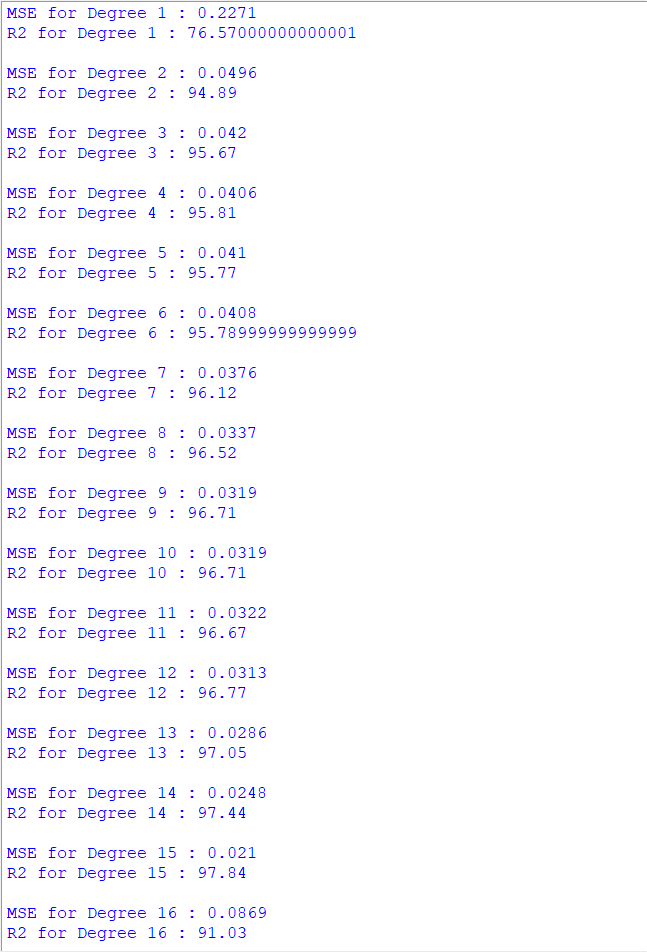 MSE for Degree 1 : 0.2271
R2 for Degree 1 : 76.57000000000001
MSE for Degree 2 : 0.0496
R2 for Degree 2 : 94.89
MSE for Degree 3 : 0.042
R2 for Degree 3 : 95.67
MSE for Degree 4 : 0.0406
R2 for Degree 4 : 95.81
MSE for Degree 5 : 0.041
R2 for Degree 5 : 95.77
MSE for Degree 6 : 0.0408
R2 for Degree 6 : 95.78999999999999
MSE for Degree 7 : 0.0376
R2 for Degree 7 : 96.12
MSE for Degree 8 : 0.0337
R2 for Degree 8 : 96.52
MSE for Degree 9 : 0.0319
R2 for Degree 9 : 96.71
MSE for Degree 10 : 0.0319
R2 for Degree 10 : 96.71
MSE for Degree 11 : 0.0322
R2 for Degree 11 : 96.67
MSE for Degree 12 : 0.0313
R2 for Degree 12 : 96.77
MSE for Degree 13 : 0.0286
R2 for Degree 13 : 97.05
MSE for Degree 14 : 0.0248
R2 for Degree 14 : 97.44
MSE for Degree 15 : 0.021
R2 for Degree 15 : 97.84
MSE for Degree 16 : 0.0869
R2 for Degree 16 : 91.03